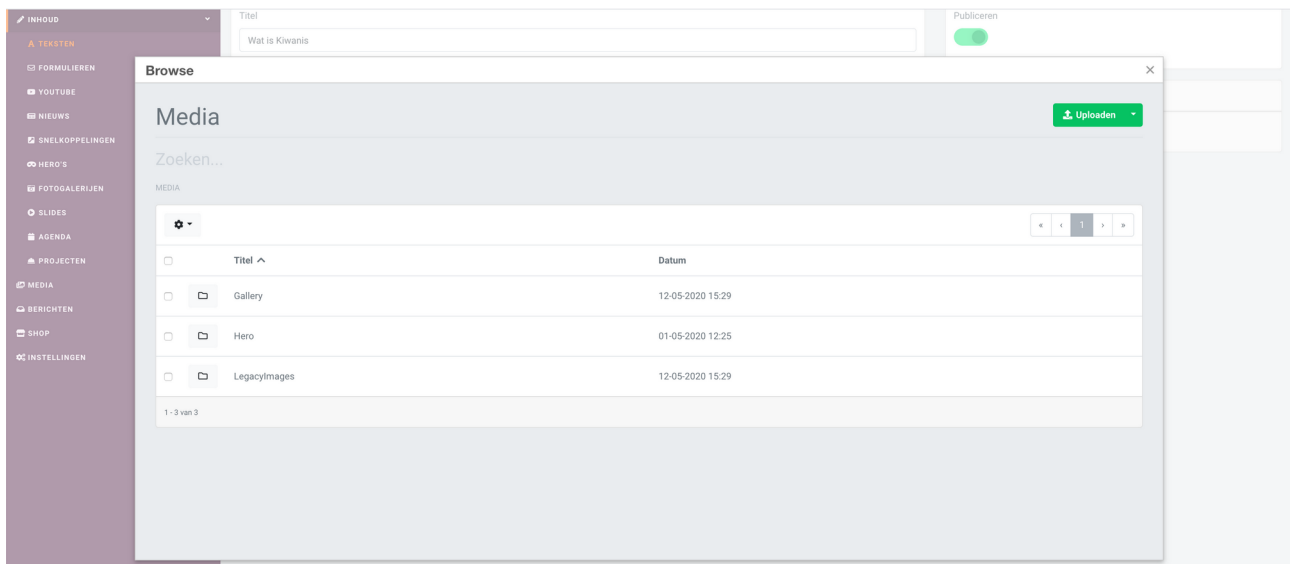 INHOUD
A TEKSTEN
FORMULIEREN
YOUTUBE
NIEUWS
SNELKOPPELINGEN
HERO'S
FOTOGALERIJEN
SLIDES
AGENDA
PROJECTEN
MEDIA
BERICHTEN
SHOP
INSTELLINGEN
Titel
Wat is Kiwanis
Publiceren
Browse
Media
Uploaden
Zoeken...
MEDIA
« ‹ 1 › »
Titel Datum
Gallery 12-05-2020 15:29
Hero 01-05-2020 12:25
LegacyImages 12-05-2020 15:29
1 - 3 van 3